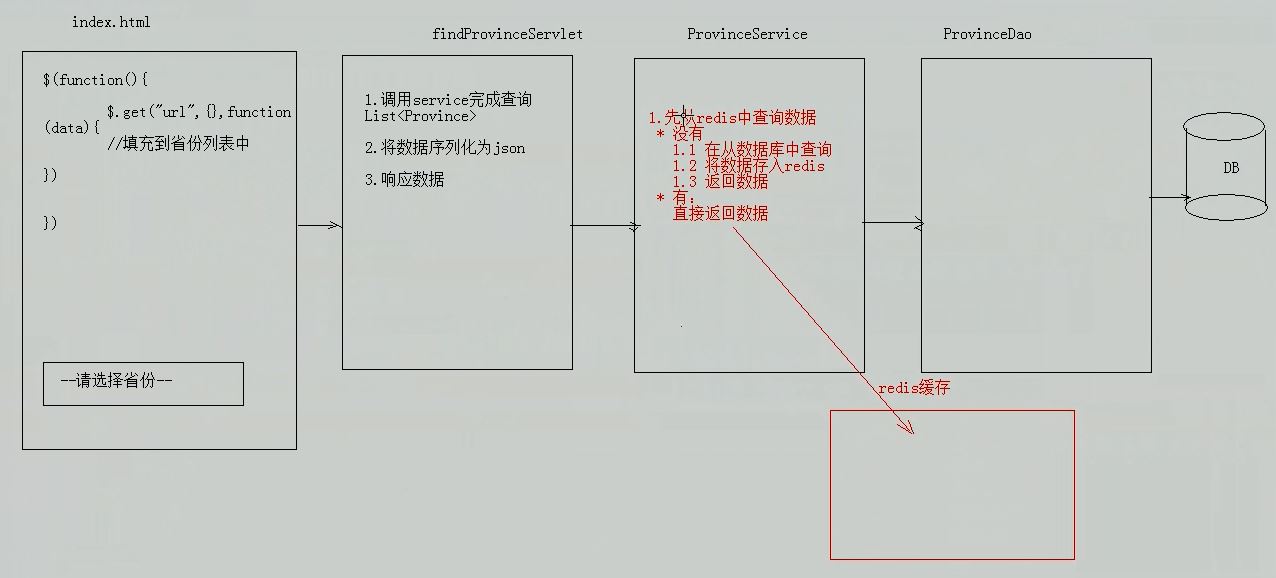 index.html
$(function(){
$.get("url",{},function
(data){
//填充到省份列表中
})
})
--请选择省份--
findProvinceServlet
1.调用service完成查询
List<Province>
2.将数据序列化为json
3.响应数据
ProvinceService
1.先从redis中查询数据
* 没有
1.1 在从数据库中查询
1.2 将数据存入redis
1.3 返回数据
* 有:
直接返回数据
ProvinceDao
DB
redis缓存